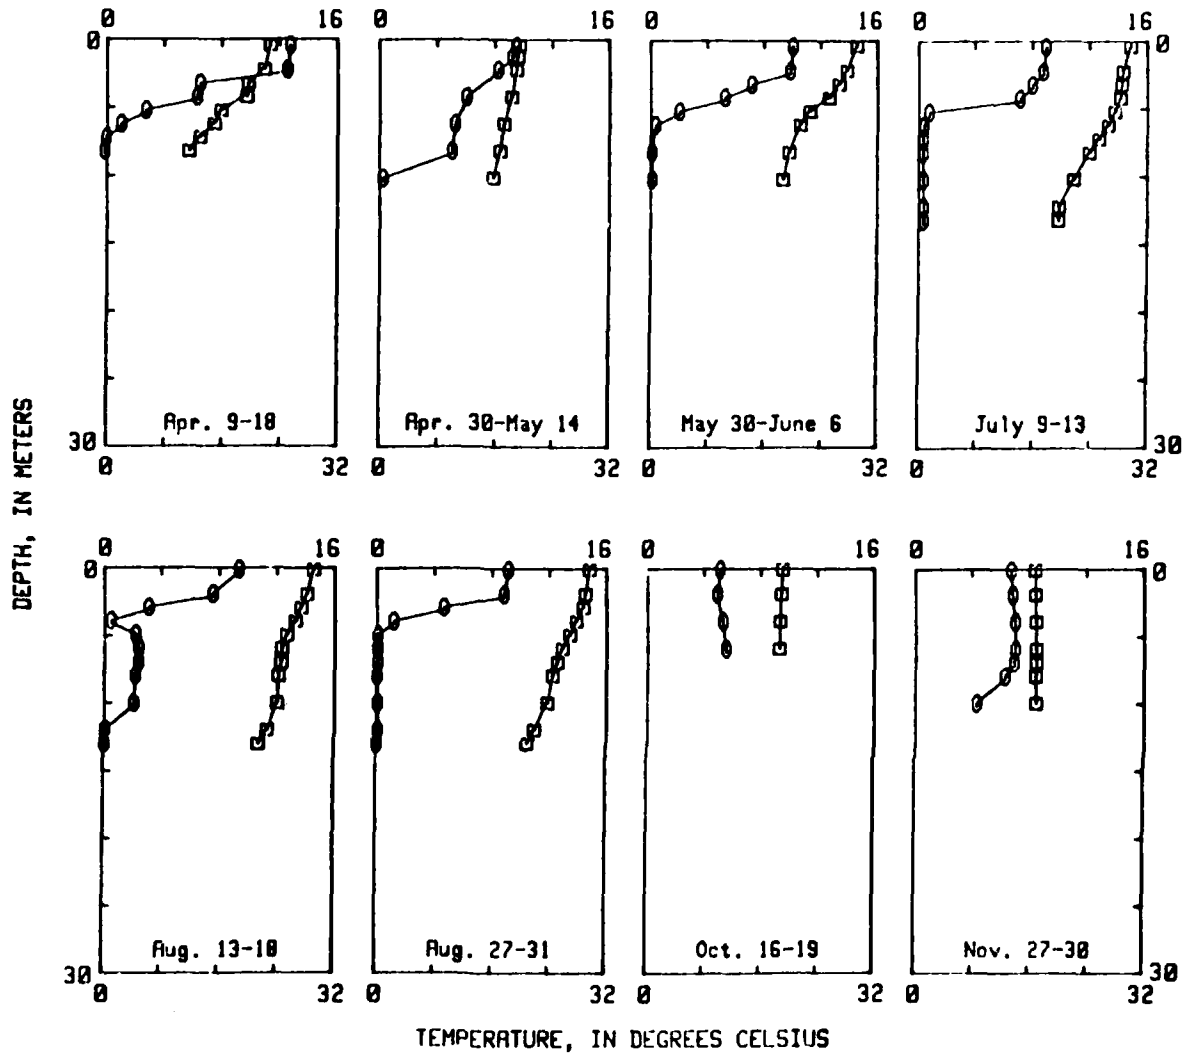 0 16 0 16 0 16 0 16
0 0
Apr. 9-18 Apr. 30-May 14 May 30-June 6 July 9-13
30 30
0 32 0 32 0 32 0 32
DEPTH, IN METERS
0 16 0 16 0 16 0 16
0 0
Aug. 13-18 Aug. 27-31 Oct. 16-19 Nov. 27-30
30 30
0 32 0 32 0 32 0 32
TEMPERATURE, IN DEGREES CELSIUS